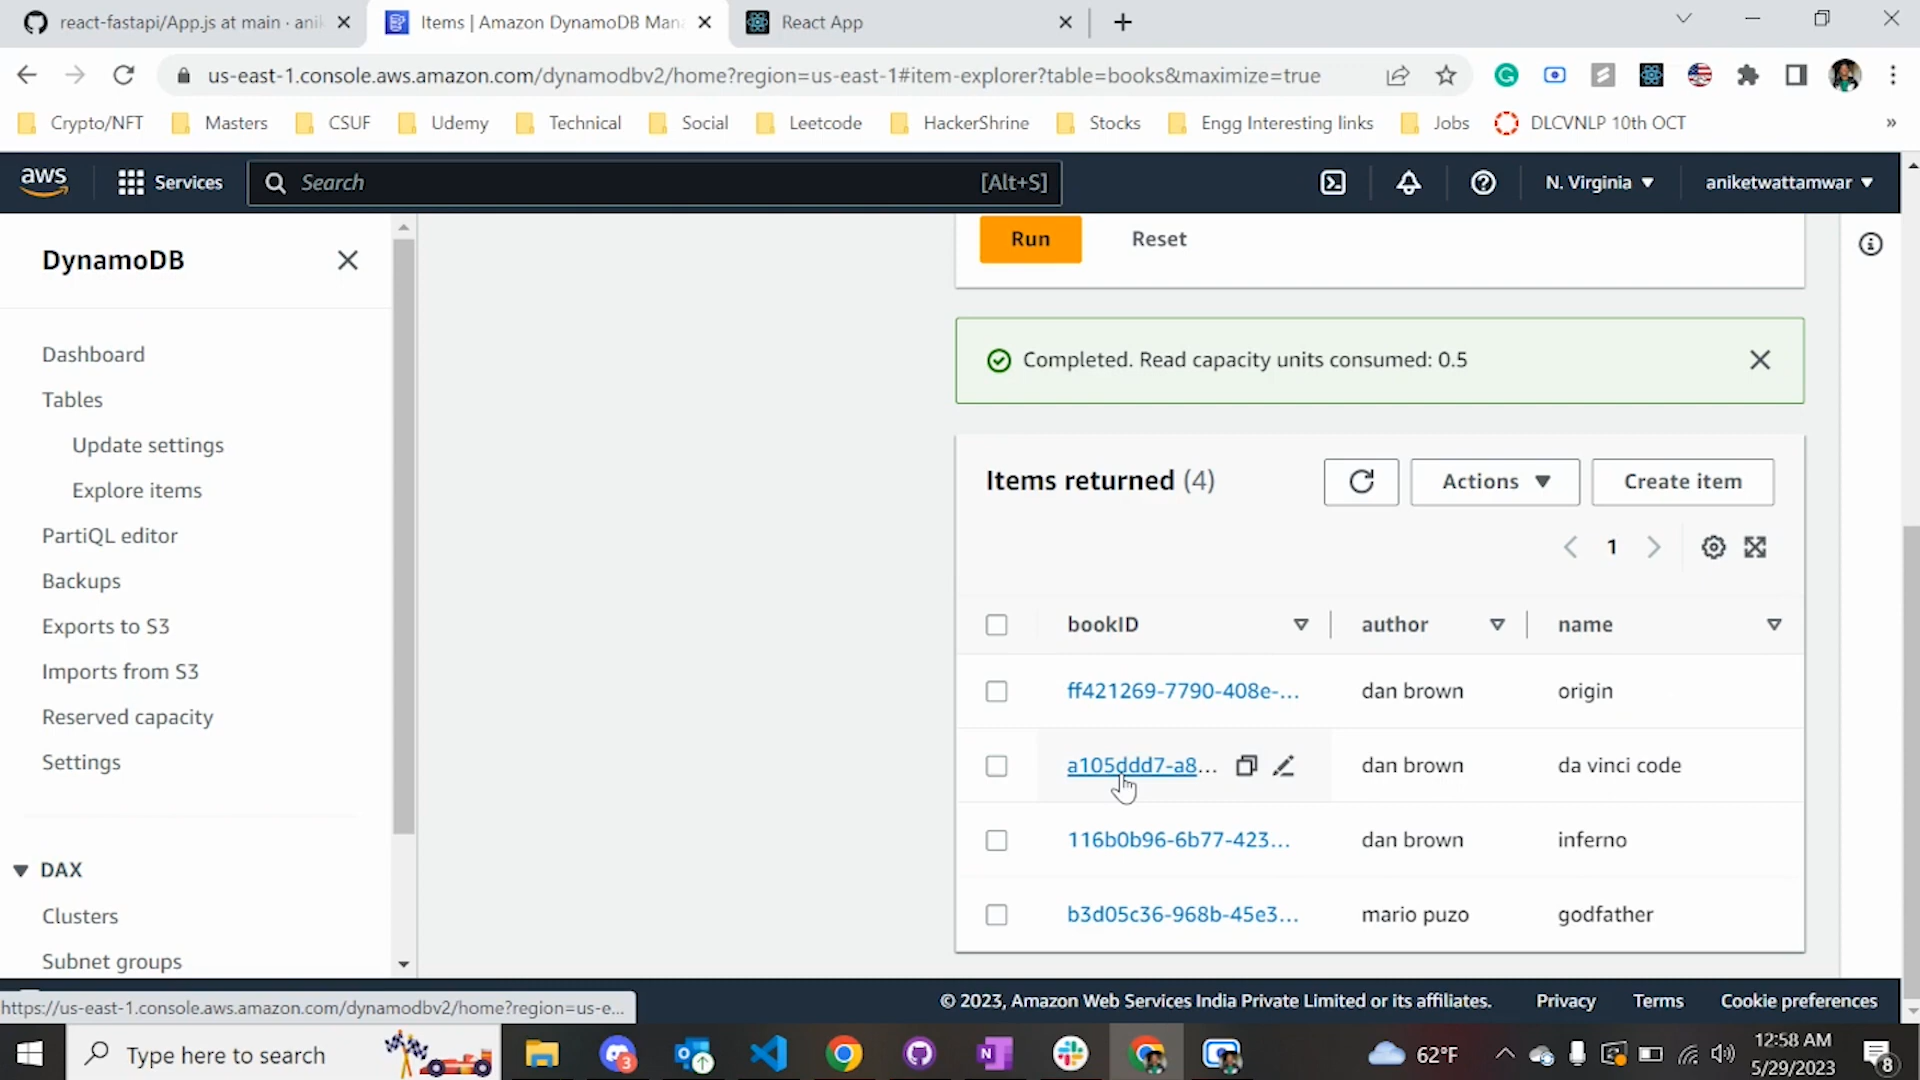 react-fastapi/App.js at main · anik
Items | Amazon DynamoDB Mana
React App
us-east-1.console.aws.amazon.com/dynamodbv2/home?region=us-east-1#item-explorer?table=books&maximize=true
Crypto/NFT
Masters
CSUF
Udemy
Technical
Social
Leetcode
HackerShrine
Stocks
Engg Interesting links
Jobs
DLCVNLP 10th OCT
»
aws
Services
Search
[Alt+S]
N. Virginia
aniketwattamwar
DynamoDB
Run
Reset
Dashboard
Completed. Read capacity units consumed: 0.5
Tables
Update settings
Explore items
Items returned (4)
Actions
Create item
PartiQL editor
1
Backups
Exports to S3
bookID
author
name
Imports from S3
ff421269-7790-408e-...
dan brown
origin
Reserved capacity
Settings
a105ddd7-a8...
dan brown
da vinci code
116b0b96-6b77-423...
dan brown
inferno
DAX
Clusters
b3d05c36-968b-45e3...
mario puzo
godfather
Subnet groups
https://us-east-1.console.aws.amazon.com/dynamodbv2/home?region=us-e...
© 2023, Amazon Web Services India Private Limited or its affiliates.
Privacy
Terms
Cookie preferences
Type here to search
3
N
62°F
12:58 AM
5/29/2023
8